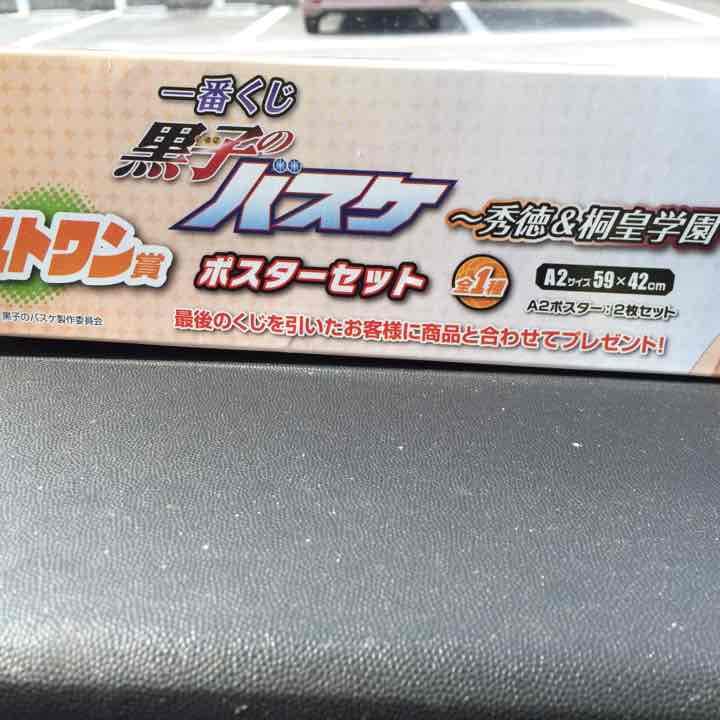 一番くじ
黒子のバスケ
~秀徳&桐皇学園
ストワン賞
ポスターセット
全1種
A2サイズ 59×42cm
A2ポスター:2枚セット
黒子のバスケ製作委員会
最後のくじを引いたお客様に商品と合わせてプレゼント!